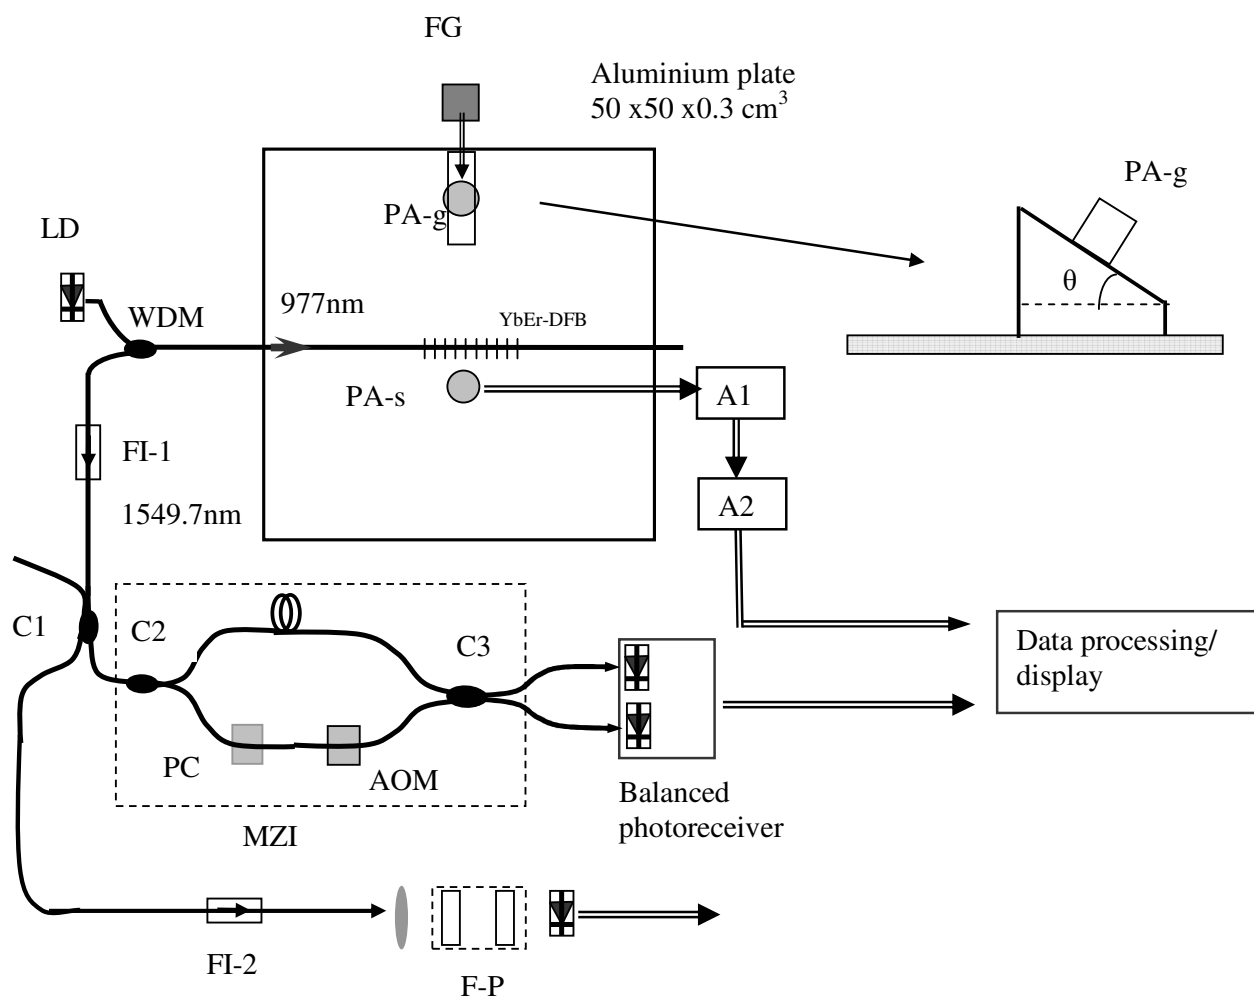 FG
Aluminium plate
50 x50 x0.3 cm³
PA-g
PA-g
LD
θ
977nm
WDM
YbEr-DFB
PA-s
A1
FI-1
A2
1549.7nm
C1
C2
C3
Data processing/
display
PC
AOM
Balanced
photoreceiver
MZI
FI-2
F-P